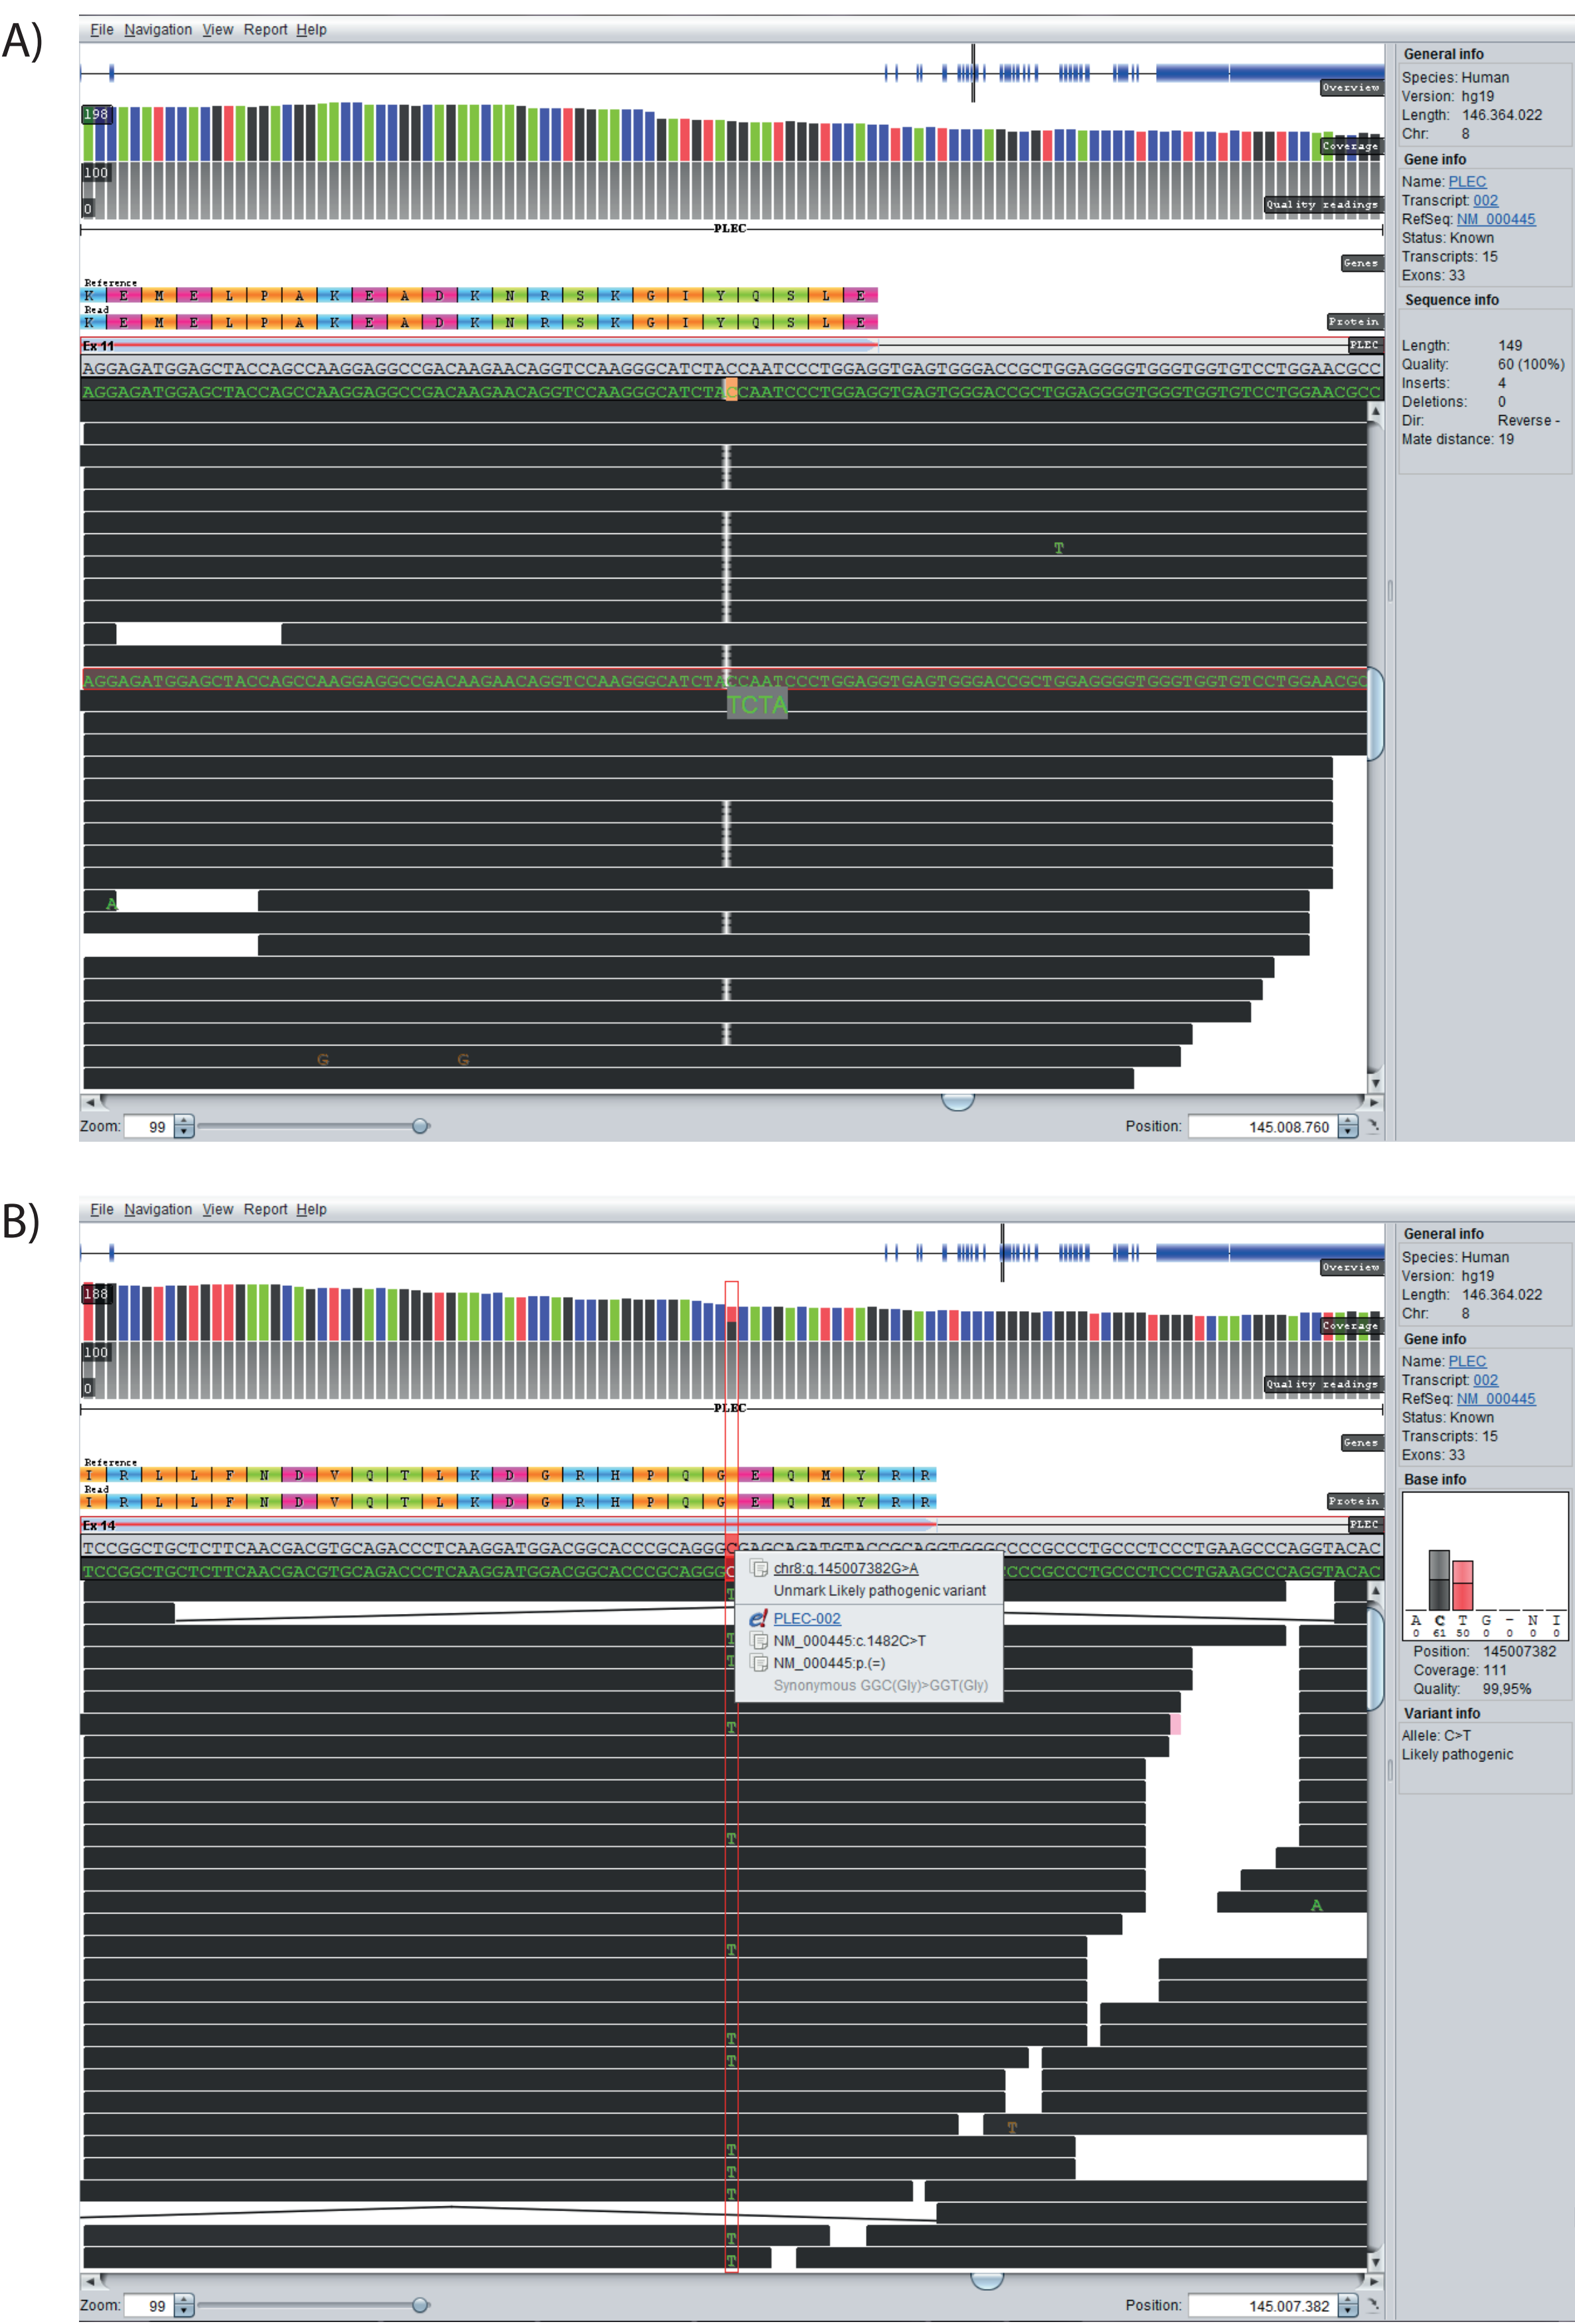 A)
File Navigation View Report Help
Overview
198
Coverage
100
0
Quality readings
PLEC
Genes
Reference
K E M E L P A K E A D K N R S K G I Y Q S L E
Read
K E M E L P A K E A D K N R S K G I Y Q S L E
Protein
Ex 11
PLEC
AGGAGATGGAGCTACCAGCCAAGGAGGCCGACAAGAACAGGTCCAAGGGCATCTACCAATCCCTGGAGGTGAGTGGGACCGCTGGAGGGGTGGGTGGTGTCCTGGAACGCC
AGGAGATGGAGCTACCAGCCAAGGAGGCCGACAAGAACAGGTCCAAGGGCATCTACCAATCCCTGGAGGTGAGTGGGACCGCTGGAGGGGTGGGTGGTGTCCTGGAACGCC
T
AGGAGATGGAGCTACCAGCCAAGGAGGCCGACAAGAACAGGTCCAAGGGCATCTACCAATCCCTGGAGGTGAGTGGGACCGCTGGAGGGGTGGGTGGTGTCCTGGAACGC
TCTA
A
G G
Zoom: 99
Position: 145.008.760
General info
Species: Human
Version: hg19
Length: 146.364.022
Chr: 8
Gene info
Name: PLEC
Transcript: 002
RefSeq: NM_000445
Status: Known
Transcripts: 15
Exons: 33
Sequence info
Length: 149
Quality: 60 (100%)
Inserts: 4
Deletions: 0
Dir: Reverse -
Mate distance: 19
B)
File Navigation View Report Help
Overview
188
Coverage
100
0
Quality readings
PLEC
Genes
Reference
I R L L F N D V Q T L K D G R H P Q G E Q M Y R R
Read
I R L L F N D V Q T L K D G R H P Q G E Q M Y R R
Protein
Ex 14
PLEC
TCCGGCTGCTCTTCAACGACGTGCAGACCCTCAAGGATGGACGGCACCCGCAGGGCGAGCAGATGTACCGCAGGTGGGCCCCGCCCTGCCCTCCCTGAAGCCCAGGTACAC
TCCGGCTGCTCTTCAACGACGTGCAGACCCTCAAGGATGGACGGCACCCGCAGGGC CCCCGCCCTGCCCTCCCTGAAGCCCAGGTACAC
chr8:g.145007382G>A
Unmark Likely pathogenic variant
PLEC-002
NM_000445:c.1482C>T
NM_000445:p.(=)
Synonymous GGC(Gly)>GGT(Gly)
T
T
T
T
T
A
T
T
T
T
T
T
T
T
T
Zoom: 99
Position: 145.007.382
General info
Species: Human
Version: hg19
Length: 146.364.022
Chr: 8
Gene info
Name: PLEC
Transcript: 002
RefSeq: NM_000445
Status: Known
Transcripts: 15
Exons: 33
Base info
A C T G - N I
0 61 50 0 0 0 0
Position: 145007382
Coverage: 111
Quality: 99,95%
Variant info
Allele: C>T
Likely pathogenic